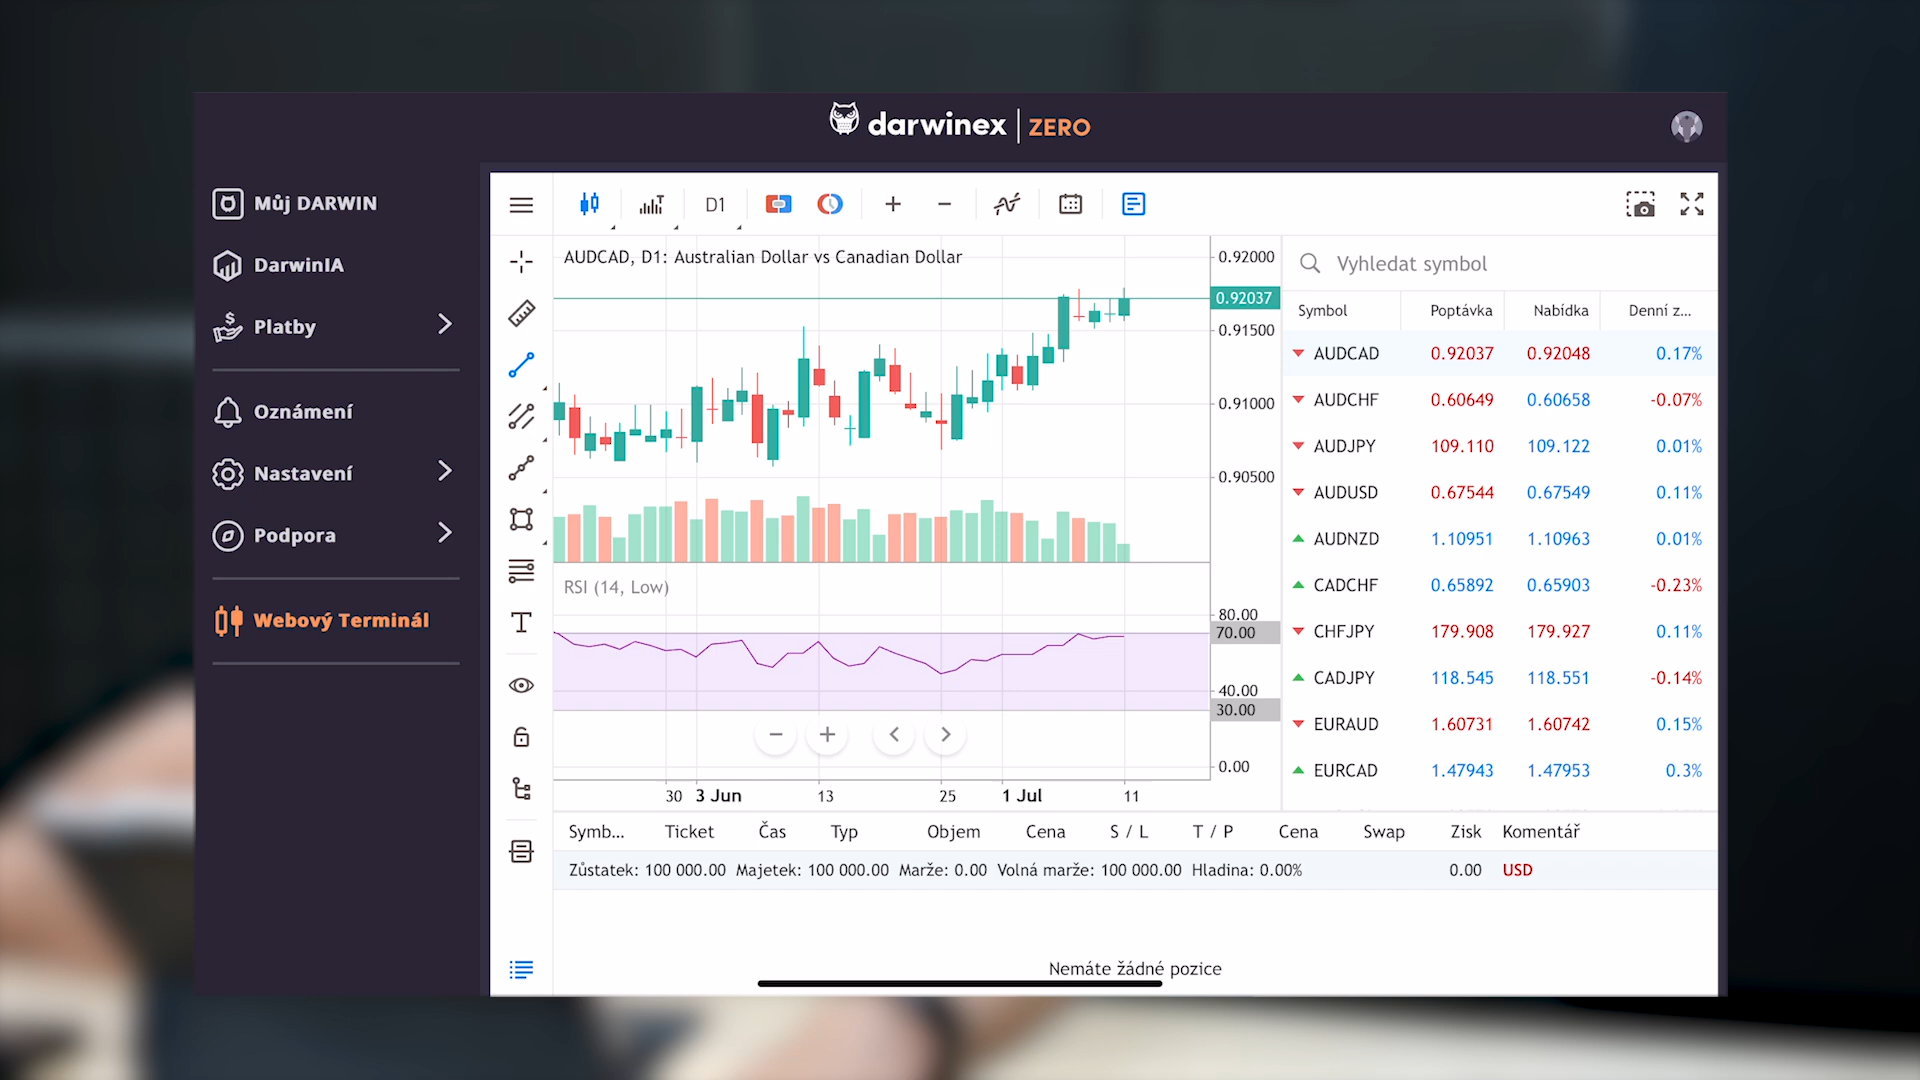 darwinex | ZERO
Můj DARWIN
DarwinIA
Platby
Oznámení
Nastavení
Podpora
Webový Terminál
D1
AUDCAD, D1: Australian Dollar vs Canadian Dollar
0.92000
0.92037
0.91500
0.91000
0.90500
RSI (14, Low)
80.00
70.00
40.00
30.00
0.00
30 3 Jun 13 25 1 Jul 11
Vyhledat symbol
Symbol Poptávka Nabídka Denní z...
AUDCAD 0.92037 0.92048 0.17%
AUDCHF 0.60649 0.60658 -0.07%
AUDJPY 109.110 109.122 0.01%
AUDUSD 0.67544 0.67549 0.11%
AUDNZD 1.10951 1.10963 0.01%
CADCHF 0.65892 0.65903 -0.23%
CHFJPY 179.908 179.927 0.11%
CADJPY 118.545 118.551 -0.14%
EURAUD 1.60731 1.60742 0.15%
EURCAD 1.47943 1.47953 0.3%
Symb... Ticket Čas Typ Objem Cena S / L T / P Cena Swap Zisk Komentář
Zůstatek: 100 000.00 Majetek: 100 000.00 Marže: 0.00 Volná marže: 100 000.00 Hladina: 0.00% 0.00 USD
Nemáte žádné pozice